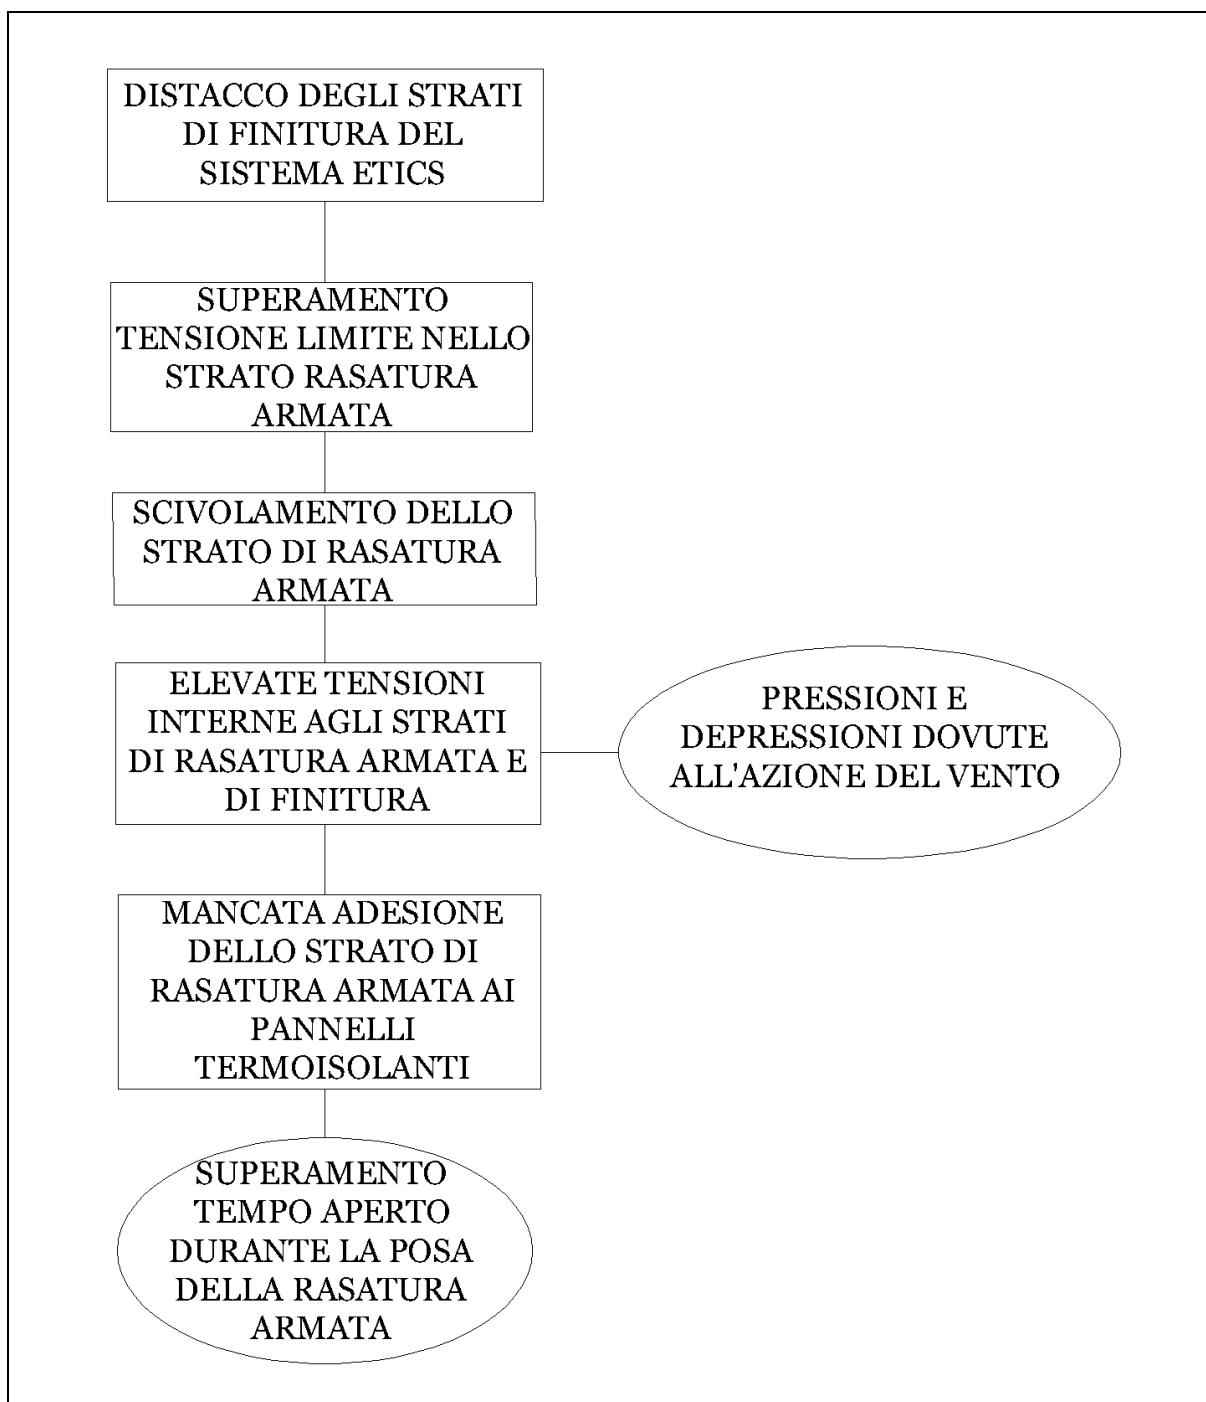 DISTACCO DEGLI STRATI
DI FINITURA DEL
SISTEMA ETICS
SUPERAMENTO
TENSIONE LIMITE NELLO
STRATO RASATURA
ARMATA
SCIVOLAMENTO DELLO
STRATO DI RASATURA
ARMATA
ELEVATE TENSIONI
INTERNE AGLI STRATI
DI RASATURA ARMATA E
DI FINITURA
PRESSIONI E
DEPRESSIONI DOVUTE
ALL'AZIONE DEL VENTO
MANCATA ADESIONE
DELLO STRATO DI
RASATURA ARMATA AI
PANNELLI
TERMOISOLANTI
SUPERAMENTO
TEMPO APERTO
DURANTE LA POSA
DELLA RASATURA
ARMATA